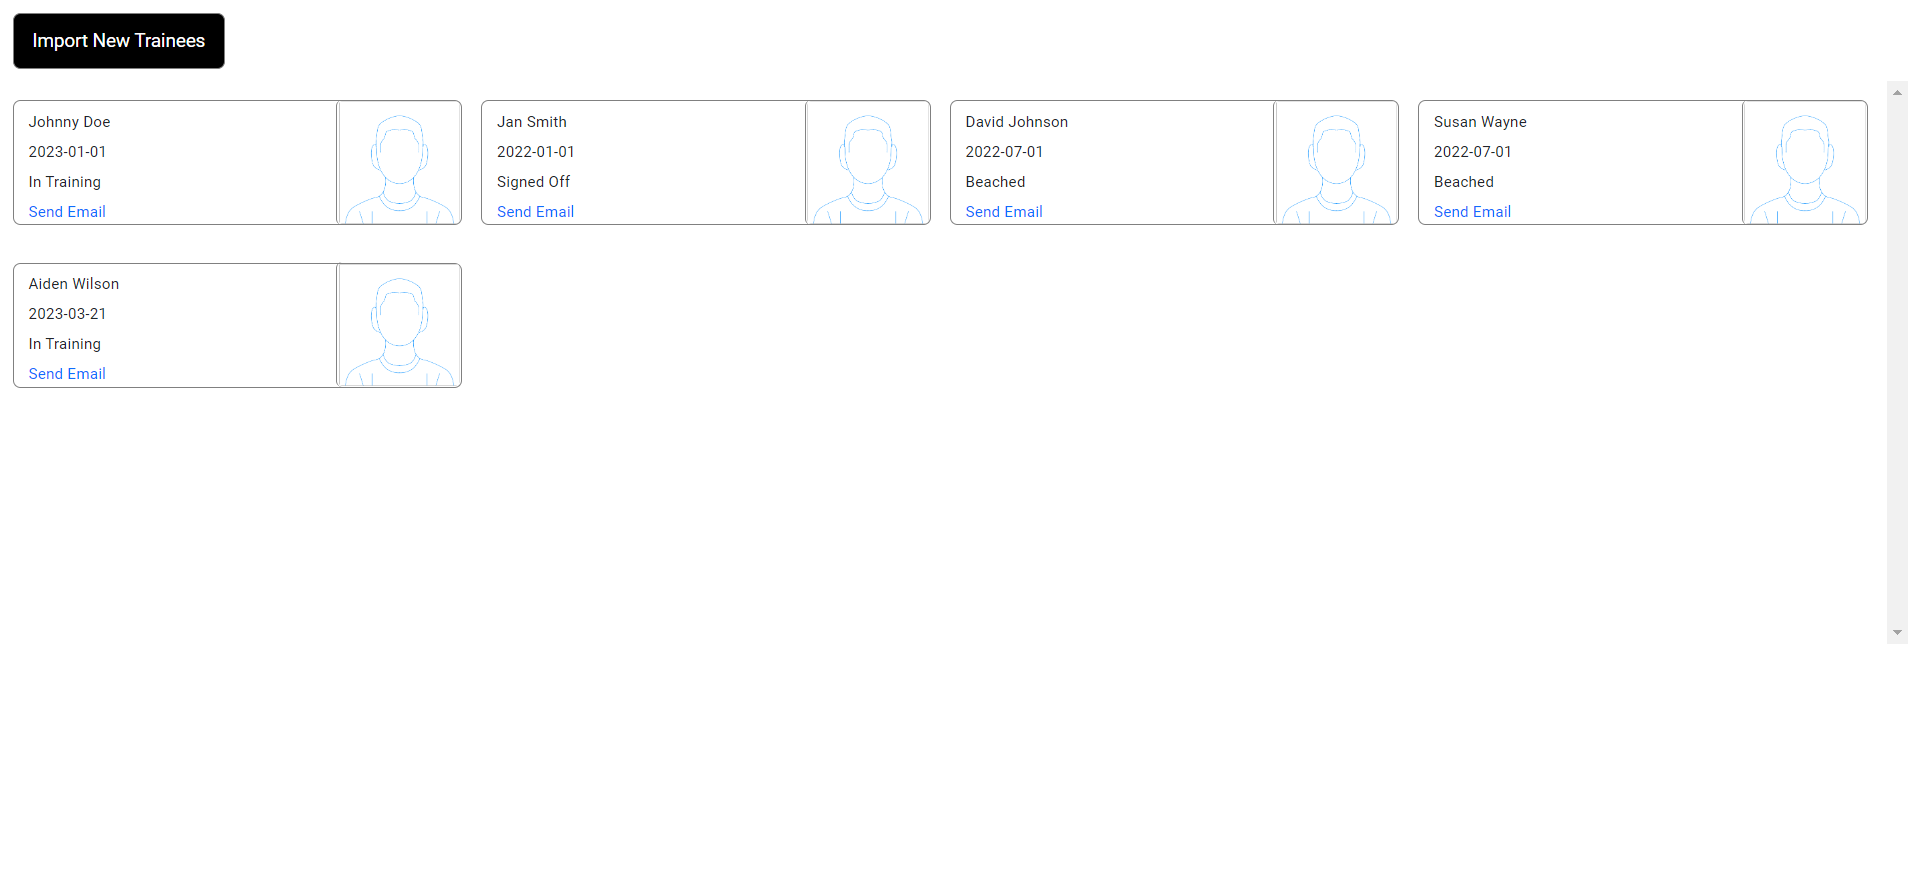 Import New Trainees
Johnny Doe
2023-01-01
In Training
Send Email
Jan Smith
2022-01-01
Signed Off
Send Email
David Johnson
2022-07-01
Beached
Send Email
Susan Wayne
2022-07-01
Beached
Send Email
Aiden Wilson
2023-03-21
In Training
Send Email